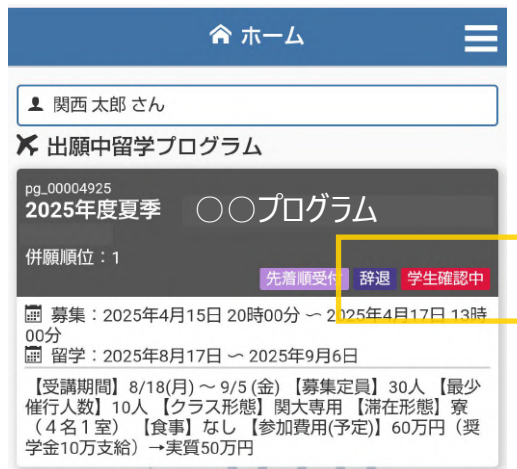 ホーム
関西 太郎 さん
出願中留学プログラム
pg_00004925
2025年度夏季 ○○プログラム
併願順位：1
先着順受付 辞退 学生確認中
募集：2025年4月15日 20時00分 〜 2025年4月17日 13時
00分
留学：2025年8月17日 〜 2025年9月6日
【受講期間】8/18(月) ~ 9/5 (金) 【募集定員】30人 【最少
催行人数】10人 【クラス形態】関大専用 【滞在形態】寮
（４名１室） 【食事】なし 【参加費用(予定)】60万円（奨
学金10万支給）→実質50万円